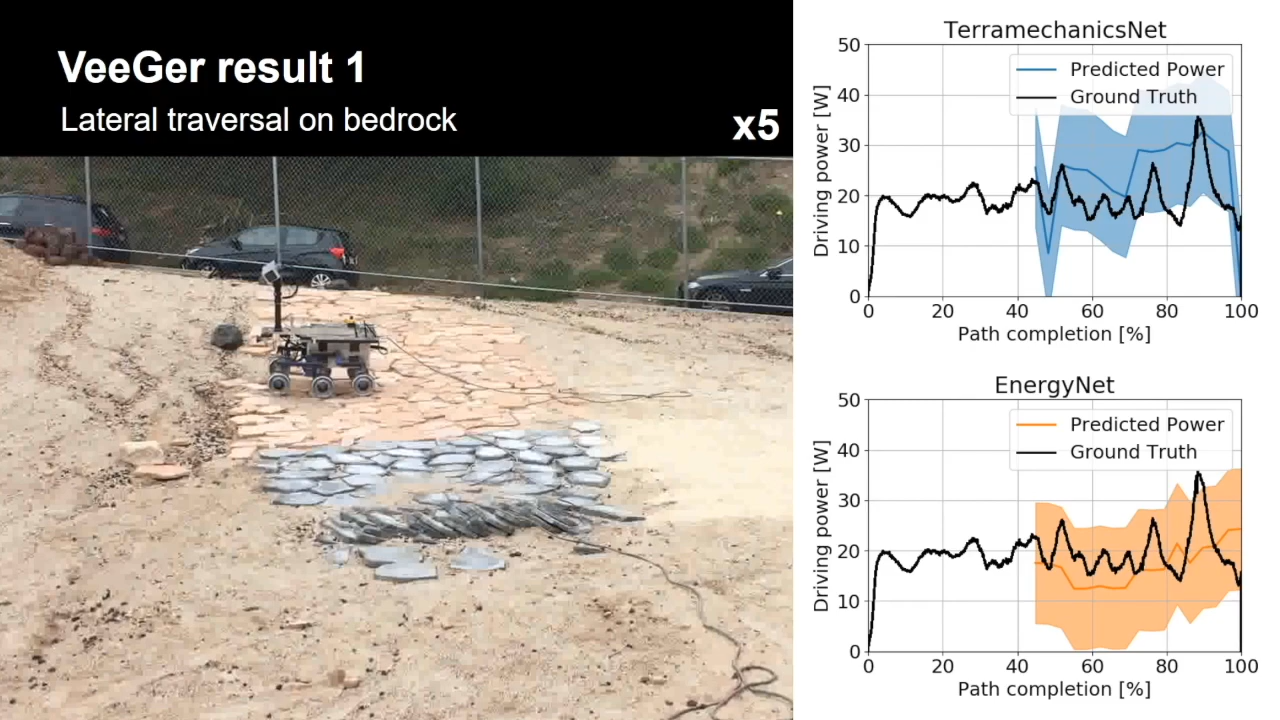 VeeGer result 1
Lateral traversal on bedrock
x5
TerramechanicsNet
50
40
30
20
10
0
Driving power [W]
Predicted Power
Ground Truth
0 20 40 60 80 100
Path completion [%]
EnergyNet
50
40
30
20
10
0
Driving power [W]
Predicted Power
Ground Truth
0 20 40 60 80 100
Path completion [%]